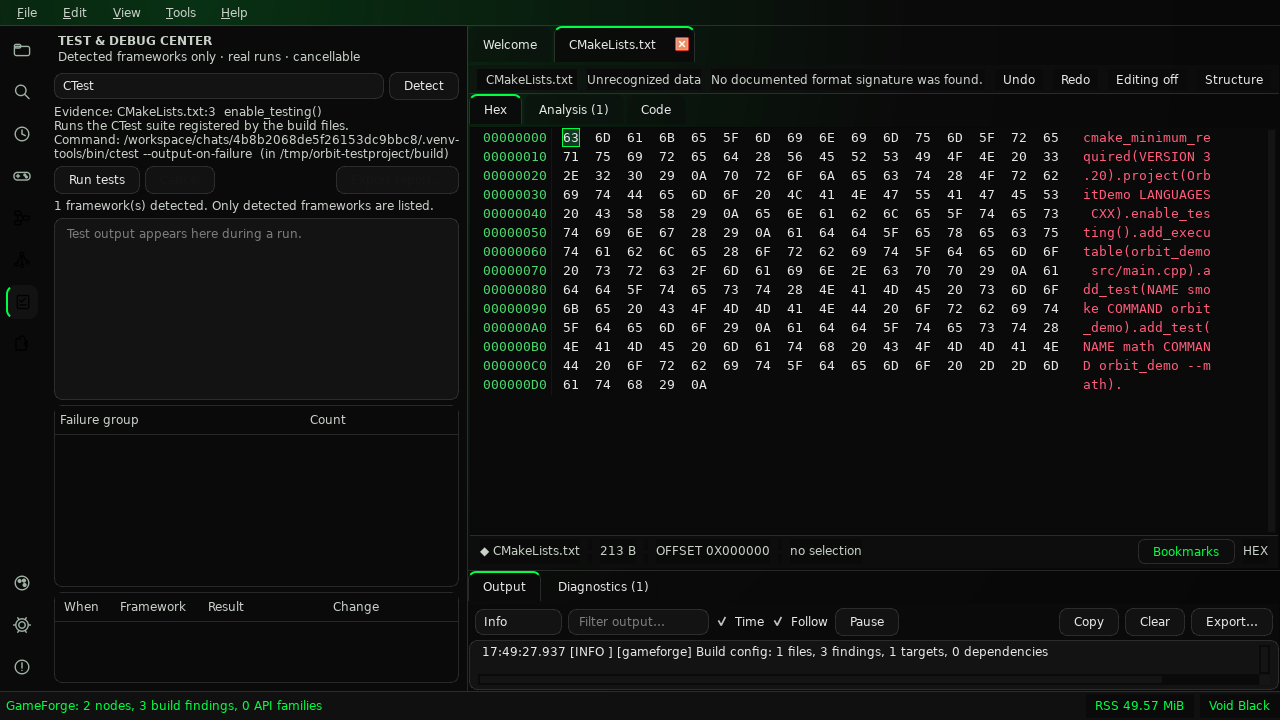 File Edit View Tools Help
TEST & DEBUG CENTER
Detected frameworks only · real runs · cancellable
CTest
Detect
Evidence: CMakeLists.txt:3  enable_testing()
Runs the CTest suite registered by the build files.
Command: /workspace/chats/4b8b2068de5f26153dc9bbc8/.venv-
tools/bin/ctest --output-on-failure  (in /tmp/orbit-testproject/build)
Run tests
1 framework(s) detected. Only detected frameworks are listed.
Test output appears here during a run.
Failure group Count
When Framework Result Change
Welcome CMakeLists.txt
CMakeLists.txt Unrecognized data No documented format signature was found. Undo Redo Editing off Structure
Hex Analysis (1) Code
00000000 63 6D 61 6B 65 5F 6D 69 6E 69 6D 75 6D 5F 72 65 cmake_minimum_re
00000010 71 75 69 72 65 64 28 56 45 52 53 49 4F 4E 20 33 quired(VERSION 3
00000020 2E 32 30 29 0A 70 72 6F 6A 65 63 74 28 4F 72 62 .20).project(Orb
00000030 69 74 44 65 6D 6F 20 4C 41 4E 47 55 41 47 45 53 itDemo LANGUAGES
00000040 20 43 58 58 29 0A 65 6E 61 62 6C 65 5F 74 65 73  CXX).enable_tes
00000050 74 69 6E 67 28 29 0A 61 64 64 5F 65 78 65 63 75 ting().add_execu
00000060 74 61 62 6C 65 28 6F 72 62 69 74 5F 64 65 6D 6F table(orbit_demo
00000070 20 73 72 63 2F 6D 61 69 6E 2E 63 70 70 29 0A 61  src/main.cpp).a
00000080 64 64 5F 74 65 73 74 28 4E 41 4D 45 20 73 6D 6F dd_test(NAME smo
00000090 6B 65 20 43 4F 4D 4D 41 4E 44 20 6F 72 62 69 74 ke COMMAND orbit
000000A0 5F 64 65 6D 6F 29 0A 61 64 64 5F 74 65 73 74 28 _demo).add_test(
000000B0 4E 41 4D 45 20 6D 61 74 68 20 43 4F 4D 4D 41 4E NAME math COMMAN
000000C0 44 20 6F 72 62 69 74 5F 64 65 6D 6F 20 2D 2D 6D D orbit_demo --m
000000D0 61 74 68 29 0A ath).
◆ CMakeLists.txt 213 B OFFSET 0X000000 no selection Bookmarks HEX
Output Diagnostics (1)
Info Filter output... ✓ Time ✓ Follow Pause Copy Clear Export...
17:49:27.937 [INFO ] [gameforge] Build config: 1 files, 3 findings, 1 targets, 0 dependencies
GameForge: 2 nodes, 3 build findings, 0 API families RSS 49.57 MiB Void Black